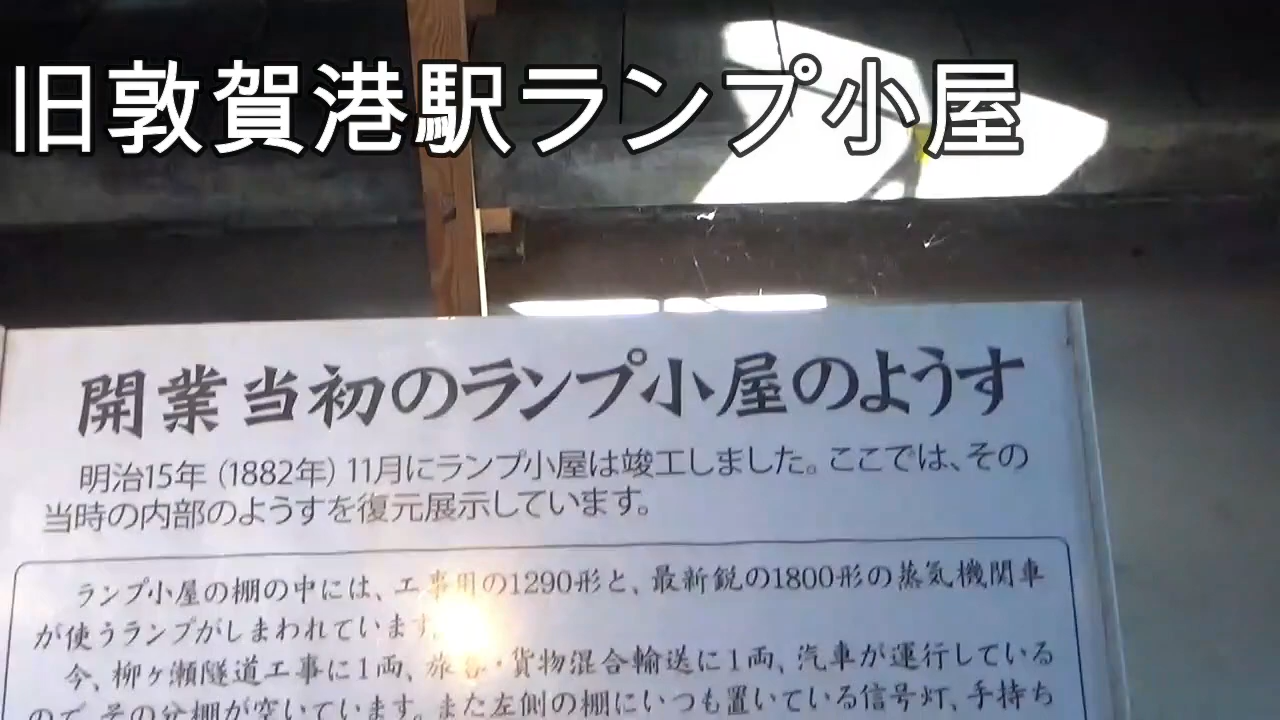 旧敦賀港駅ランプ小屋
開業当初のランプ小屋のようす
明治15年(1882年)11月にランプ小屋は竣工しました。ここでは、その
当時の内部のようすを復元展示しています。
ランプ小屋の棚の中には、工事用の1290形と、最新鋭の1800形の蒸気機関車
が使うランプがしまわれています。
今、柳ヶ瀬隧道工事に1両、旅客・貨物混合輸送に1両、汽車が運行している
ので、その分棚が空いています。また左側の棚にいつも置いている信号灯、手持ち